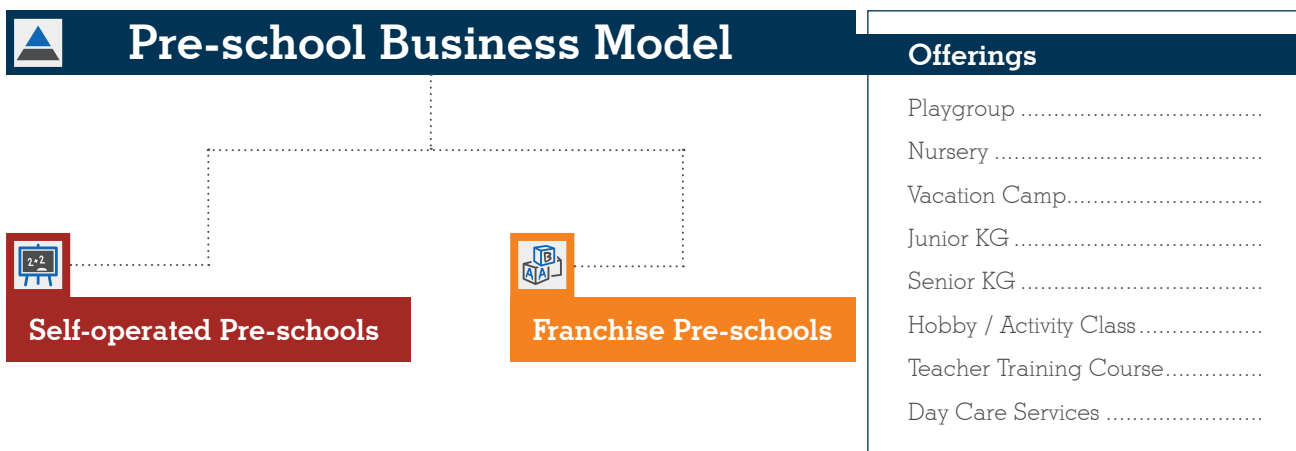 Pre-school Business Model
2+2
Self-operated Pre-schools
B
A A
Franchise Pre-schools
Offerings
Playgroup ....................................
Nursery ........................................
Vacation Camp.............................
Junior KG .....................................
Senior KG ....................................
Hobby / Activity Class..................
Teacher Training Course...............
Day Care Services .......................